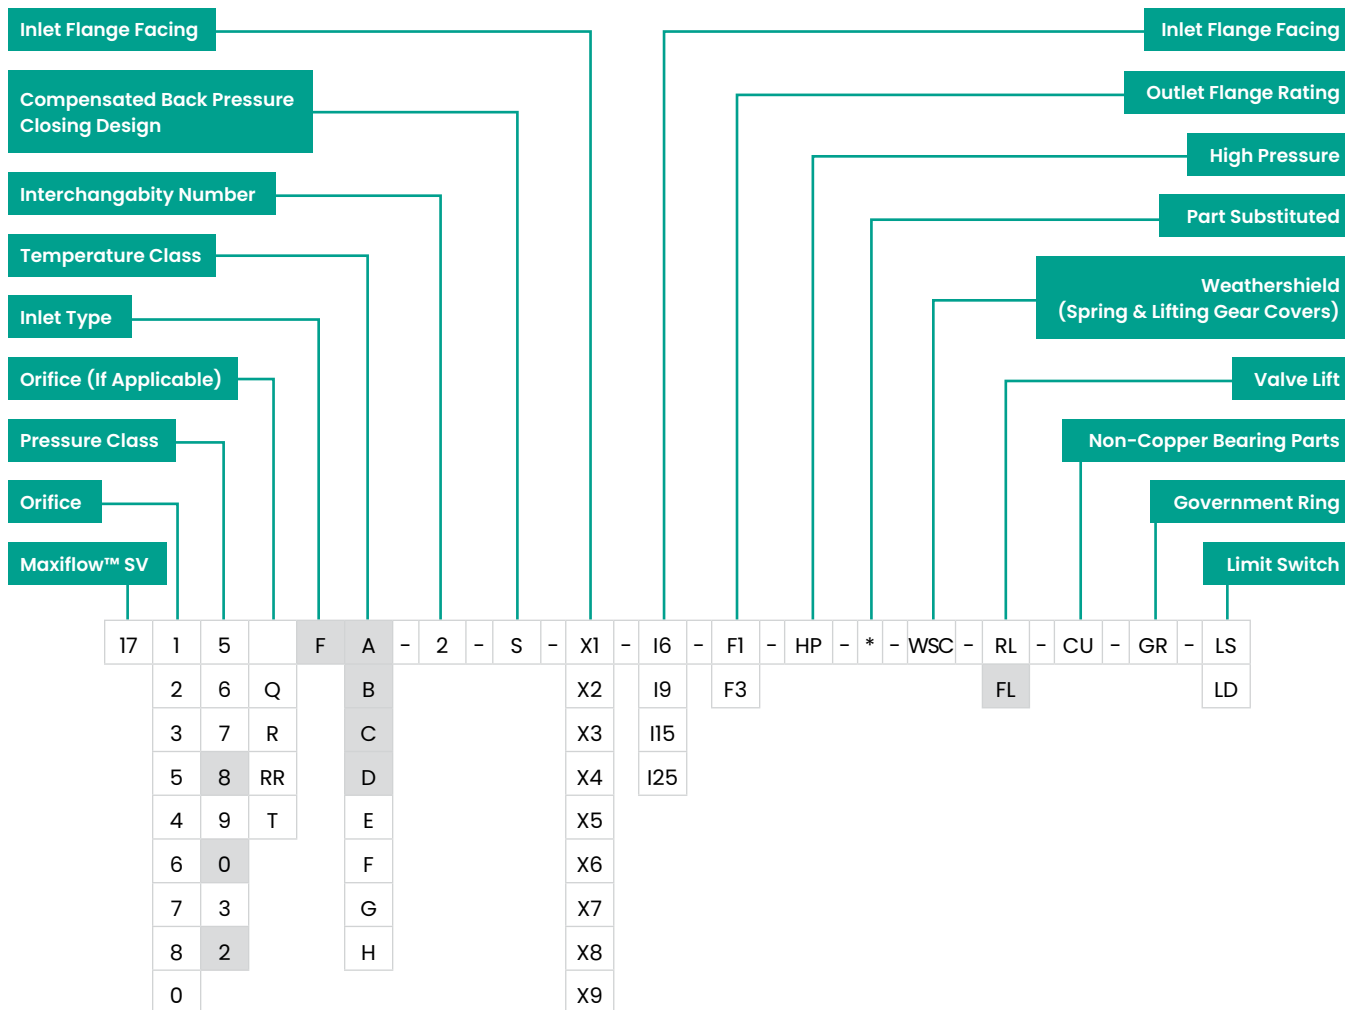 Inlet Flange Facing
Compensated Back Pressure
Closing Design
Interchangabity Number
Temperature Class
Inlet Type
Orifice (If Applicable)
Pressure Class
Orifice
Maxiflow™ SV
Inlet Flange Facing
Outlet Flange Rating
High Pressure
Part Substituted
Weathershield
(Spring & Lifting Gear Covers)
Valve Lift
Non-Copper Bearing Parts
Government Ring
Limit Switch
17 1 5 F A - 2 - S - X1 - I6 - F1 - HP - * - WSC - RL - CU - GR - LS
2 6 Q B X2 I9 F3 FL LD
3 7 R C X3 I15
5 8 RR D X4 I25
4 9 T E X5
6 0 F X6
7 3 G X7
8 2 H X8
0 X9